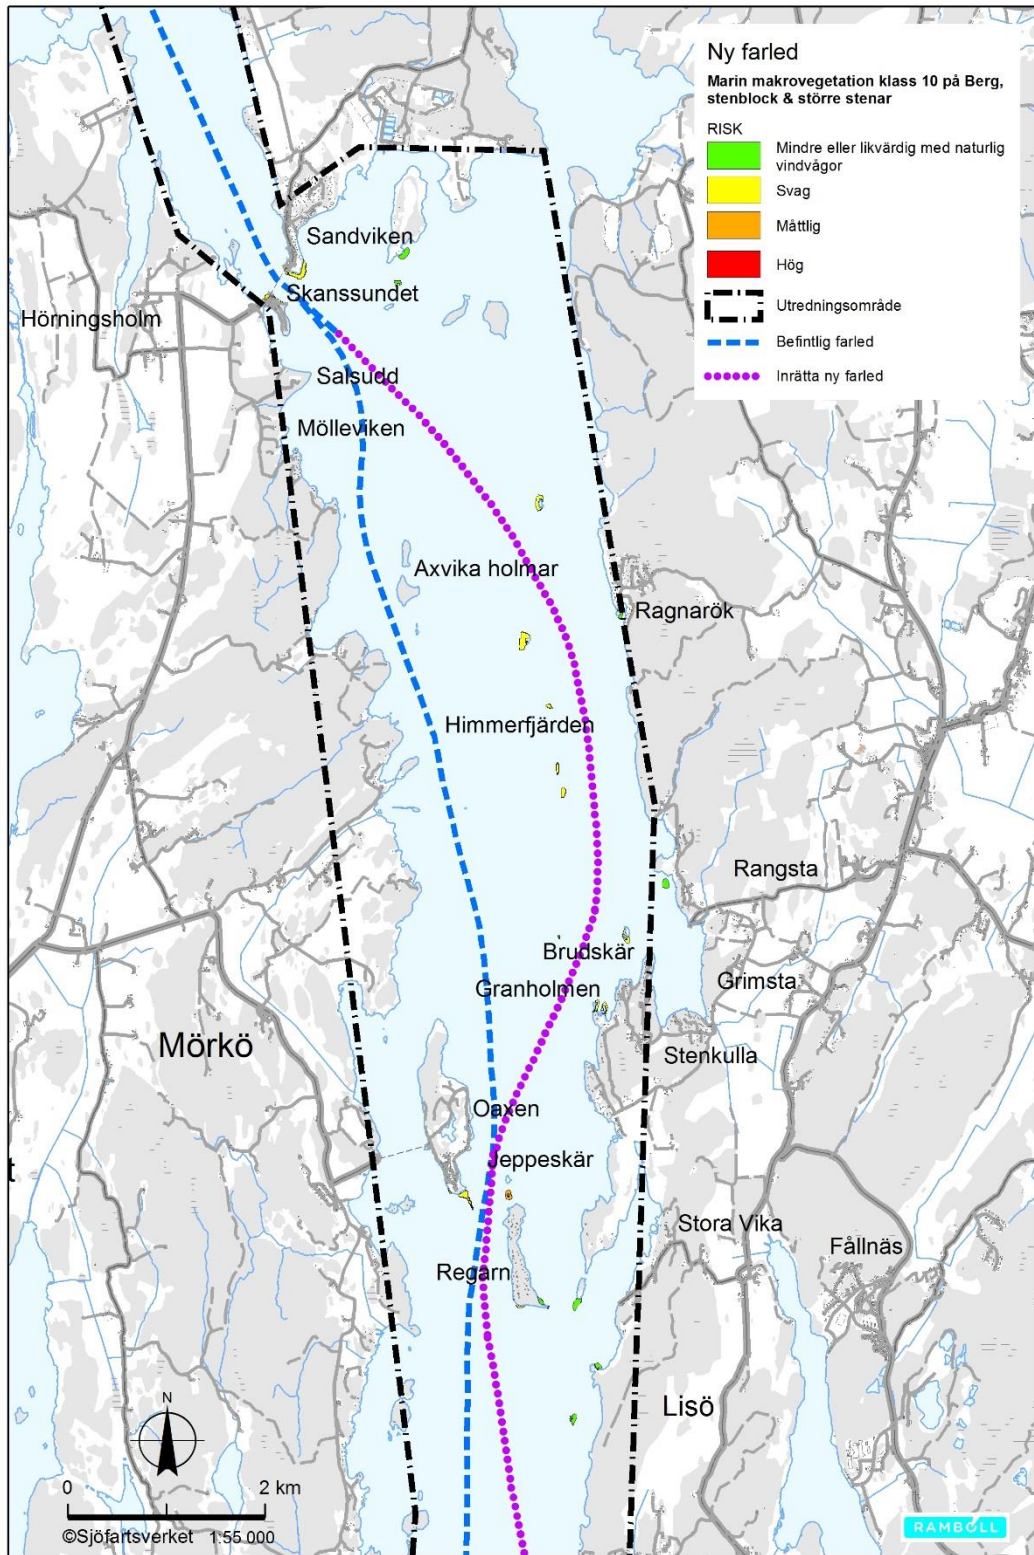 Ny farled
Marin makrovegetation klass 10 på Berg,
stenblock & större stenar
RISK
Mindre eller likvärdig med naturlig
vindvågor
Svag
Måttlig
Hög
Utredningsområde
Befintlig farled
Inrätta ny farled
Sandviken
Skanssundet
Hörningsholm
Salsudd
Mölleviken
Axvika holmar
Ragnarök
Himmerfjärden
Rangsta
Brudskär
Grimsta
Granholmen
Mörkö
Stenkulla
Oaxen
Jeppeskär
t
Stora Vika
Fållnäs
Regarn
Lisö
N
0 2 km
©Sjöfartsverket 1:55 000
RAMBOLL